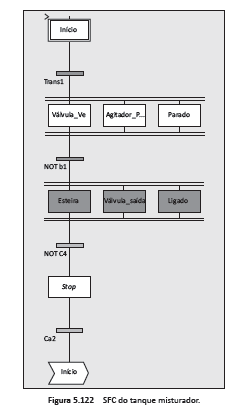 Início
Trans1
Válvula_Ve Agitador_P... Parado
NOT b1
Esteira Válvula_saida Ligado
NOT C4
Stop
Ca2
Início
Figura 5.122 SFC do tanque misturador.